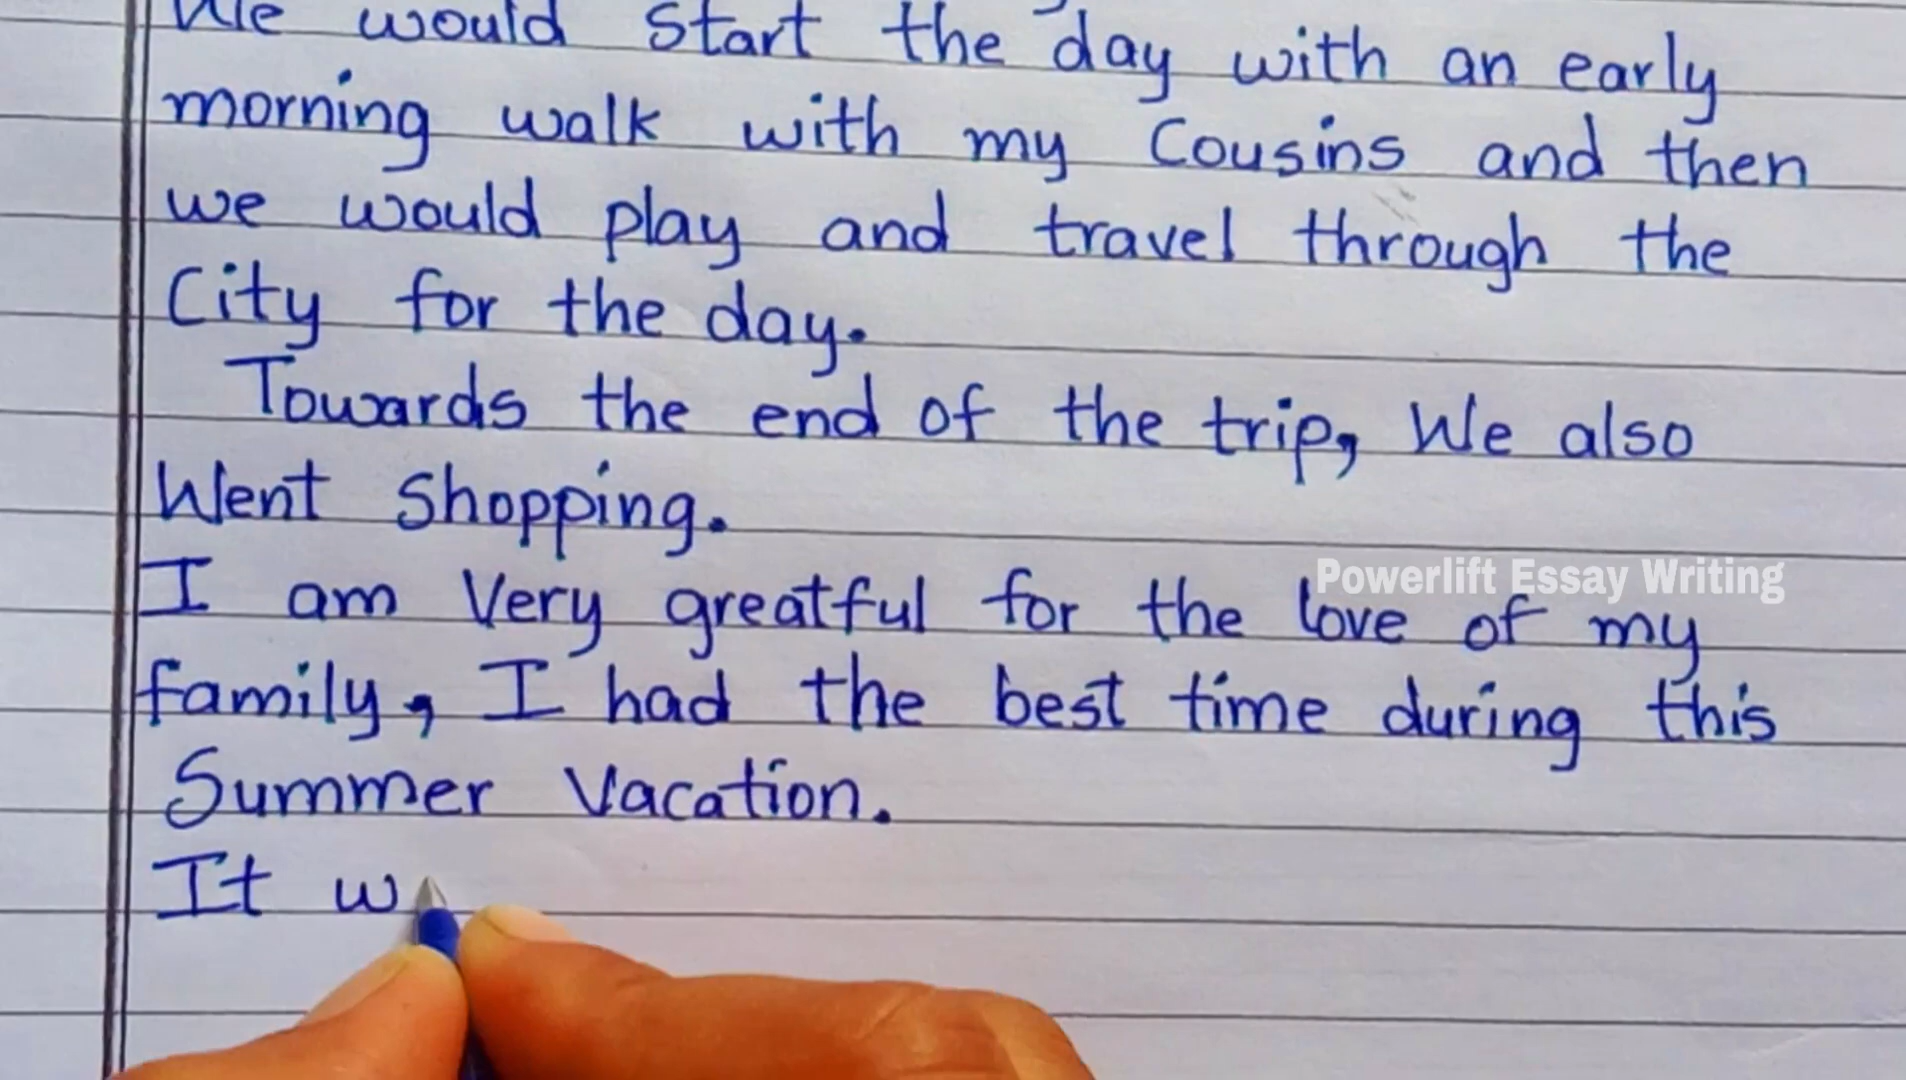 We would start the day with an early
morning walk with my Cousins and then
we would play and travel through the
City for the day.
Towards the end of the trip, We also
Went Shopping.
Powerlift Essay Writing
I am Very greatful for the love of my
family, I had the best time during this
Summer Vacation.
It w